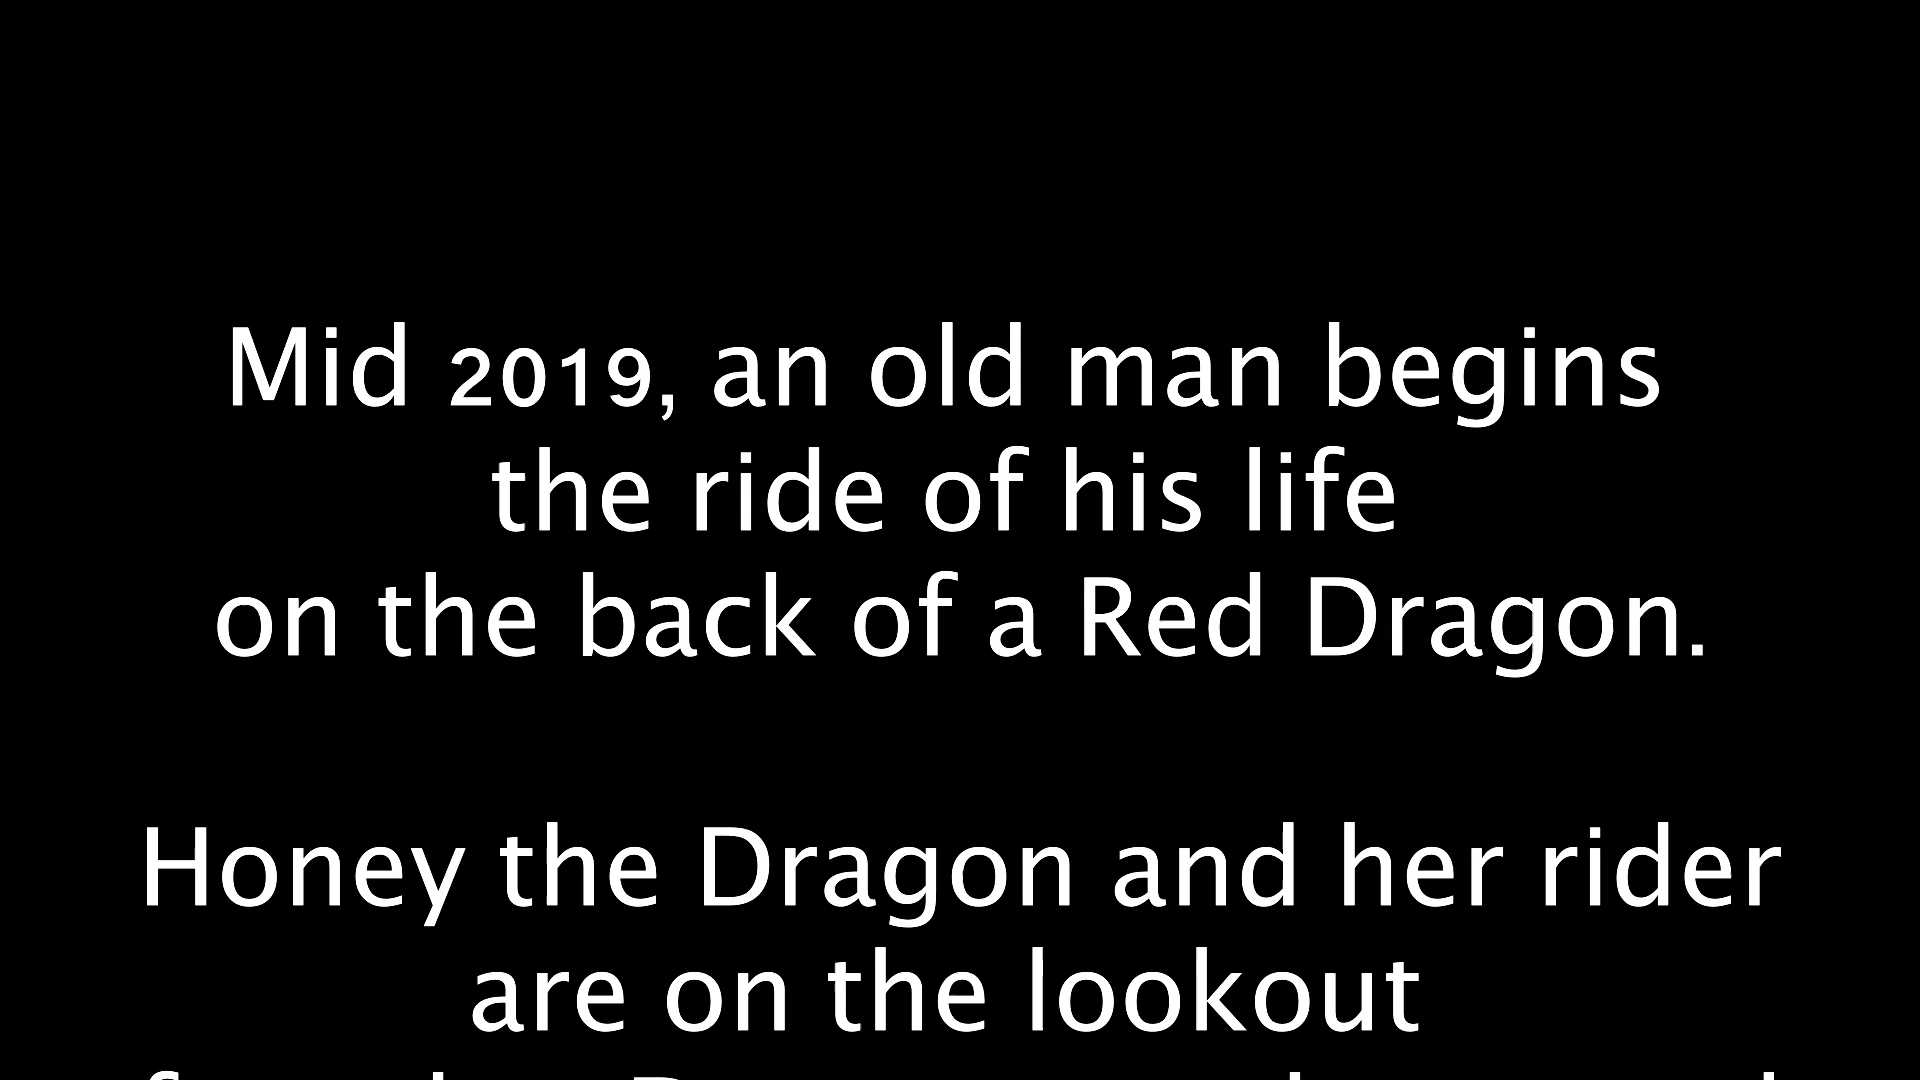 Mid 2019, an old man begins
the ride of his life
on the back of a Red Dragon.
Honey the Dragon and her rider
are on the lookout